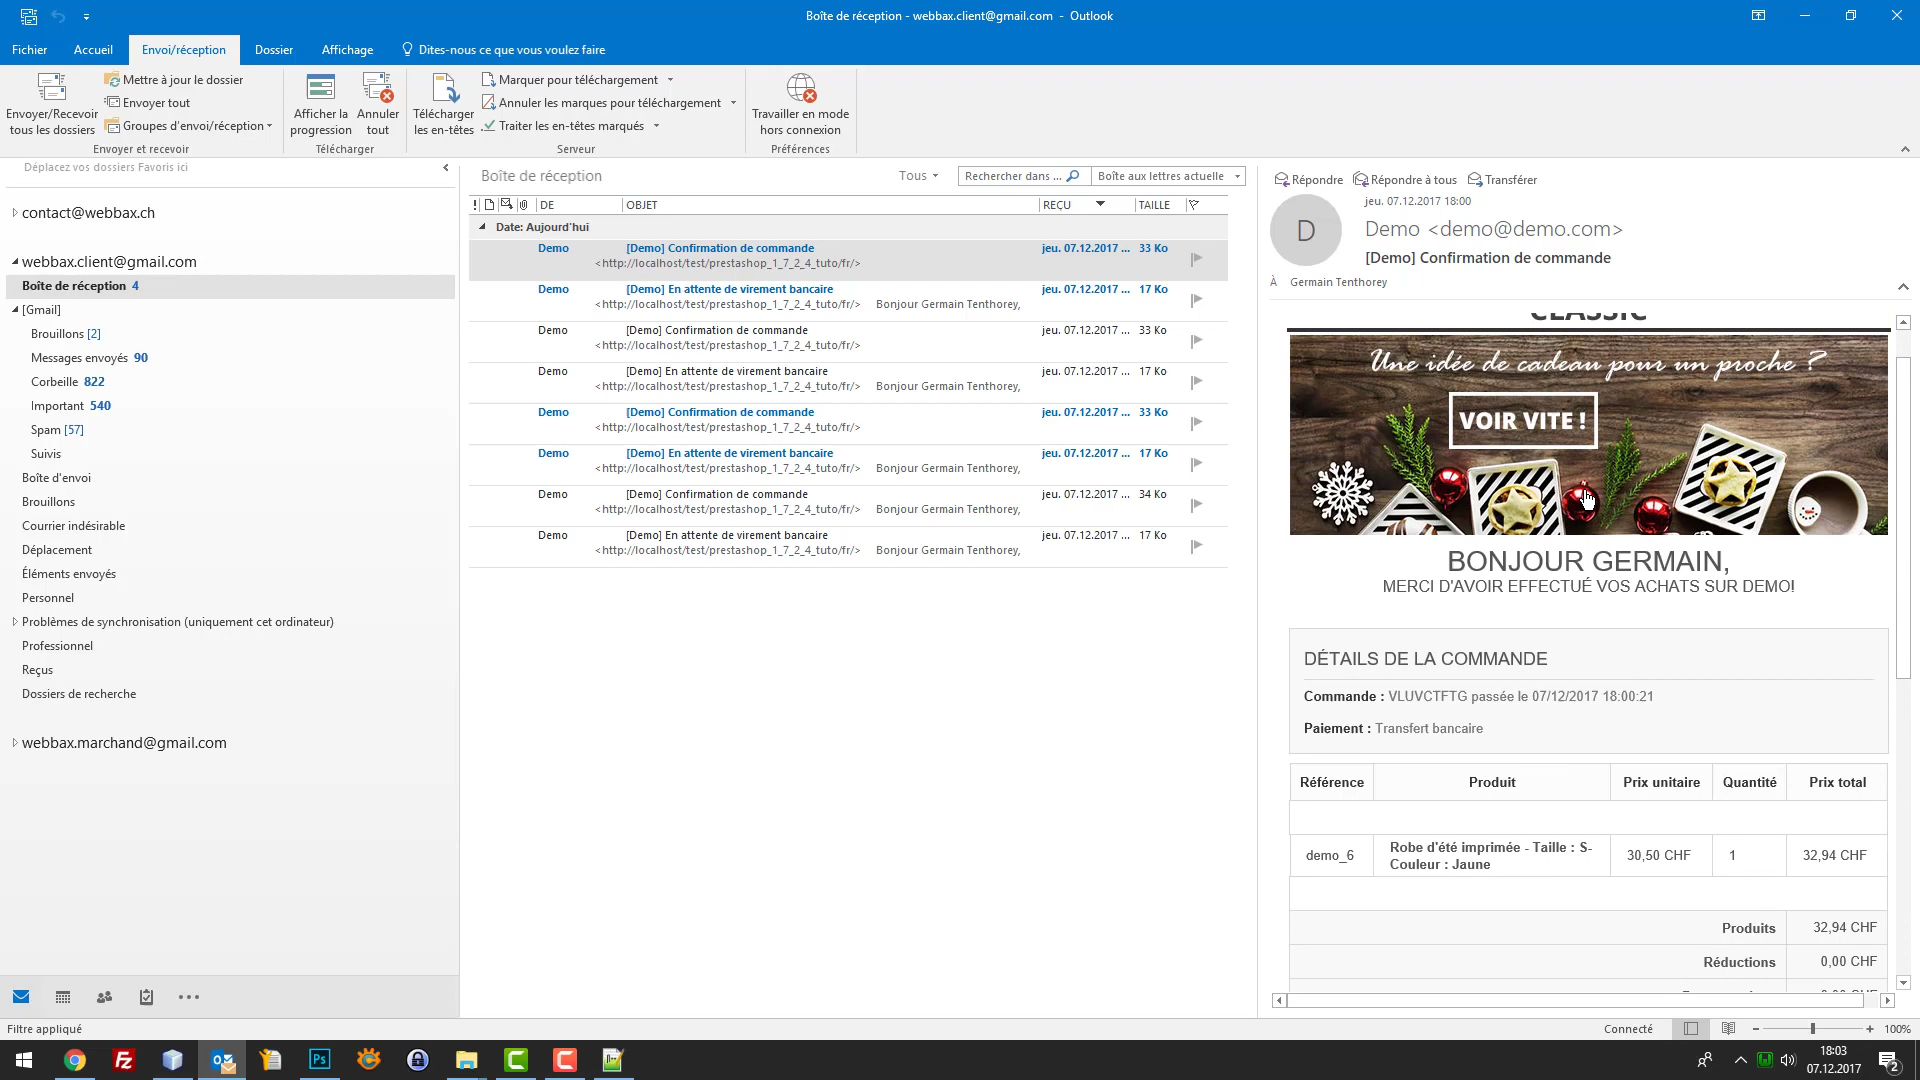 Boîte de réception - webbax.client@gmail.com - Outlook
Fichier Accueil Envoi/réception Dossier Affichage Dites-nous ce que vous voulez faire
Envoyer/Recevoir tous les dossiers
Mettre à jour le dossier
Envoyer tout
Groupes d'envoi/réception
Envoyer et recevoir
Afficher la progression
Annuler tout
Télécharger
Télécharger les en-têtes
Marquer pour téléchargement
Annuler les marques pour téléchargement
Traiter les en-têtes marqués
Serveur
Travailler en mode hors connexion
Préférences
Déplacez vos dossiers Favoris ici
contact@webbax.ch
webbax.client@gmail.com
Boîte de réception 4
[Gmail]
Brouillons [2]
Messages envoyés 90
Corbeille 822
Important 540
Spam [57]
Suivis
Boîte d'envoi
Brouillons
Courrier indésirable
Déplacement
Éléments envoyés
Personnel
Problèmes de synchronisation (uniquement cet ordinateur)
Professionnel
Reçus
Dossiers de recherche
webbax.marchand@gmail.com
Boîte de réception Tous Rechercher dans ... Boîte aux lettres actuelle
! DE OBJET REÇU TAILLE
Date: Aujourd'hui
Demo [Demo] Confirmation de commande jeu. 07.12.2017 ... 33 Ko
<http://localhost/test/prestashop_1_7_2_4_tuto/fr/>
Demo [Demo] En attente de virement bancaire jeu. 07.12.2017 ... 17 Ko
<http://localhost/test/prestashop_1_7_2_4_tuto/fr/> Bonjour Germain Tenthorey,
Demo [Demo] Confirmation de commande jeu. 07.12.2017 ... 33 Ko
<http://localhost/test/prestashop_1_7_2_4_tuto/fr/>
Demo [Demo] En attente de virement bancaire jeu. 07.12.2017 ... 17 Ko
<http://localhost/test/prestashop_1_7_2_4_tuto/fr/> Bonjour Germain Tenthorey,
Demo [Demo] Confirmation de commande jeu. 07.12.2017 ... 33 Ko
<http://localhost/test/prestashop_1_7_2_4_tuto/fr/>
Demo [Demo] En attente de virement bancaire jeu. 07.12.2017 ... 17 Ko
<http://localhost/test/prestashop_1_7_2_4_tuto/fr/> Bonjour Germain Tenthorey,
Demo [Demo] Confirmation de commande jeu. 07.12.2017 ... 34 Ko
<http://localhost/test/prestashop_1_7_2_4_tuto/fr/> Bonjour Germain Tenthorey,
Demo [Demo] En attente de virement bancaire jeu. 07.12.2017 ... 17 Ko
<http://localhost/test/prestashop_1_7_2_4_tuto/fr/> Bonjour Germain Tenthorey,
Répondre Répondre à tous Transférer
jeu. 07.12.2017 18:00
D
Demo <demo@demo.com>
[Demo] Confirmation de commande
À Germain Tenthorey
CLASSIC
Une idée de cadeau pour un proche ?
VOIR VITE !
BONJOUR GERMAIN,
MERCI D'AVOIR EFFECTUÉ VOS ACHATS SUR DEMO!
DÉTAILS DE LA COMMANDE
Commande : VLUVCTFTG passée le 07/12/2017 18:00:21
Paiement : Transfert bancaire
Référence Produit Prix unitaire Quantité Prix total
demo_6 Robe d'été imprimée - Taille : S- Couleur : Jaune 30,50 CHF 1 32,94 CHF
Produits 32,94 CHF
Réductions 0,00 CHF
Filtre appliqué
Connecté
100%
18:03
07.12.2017
2